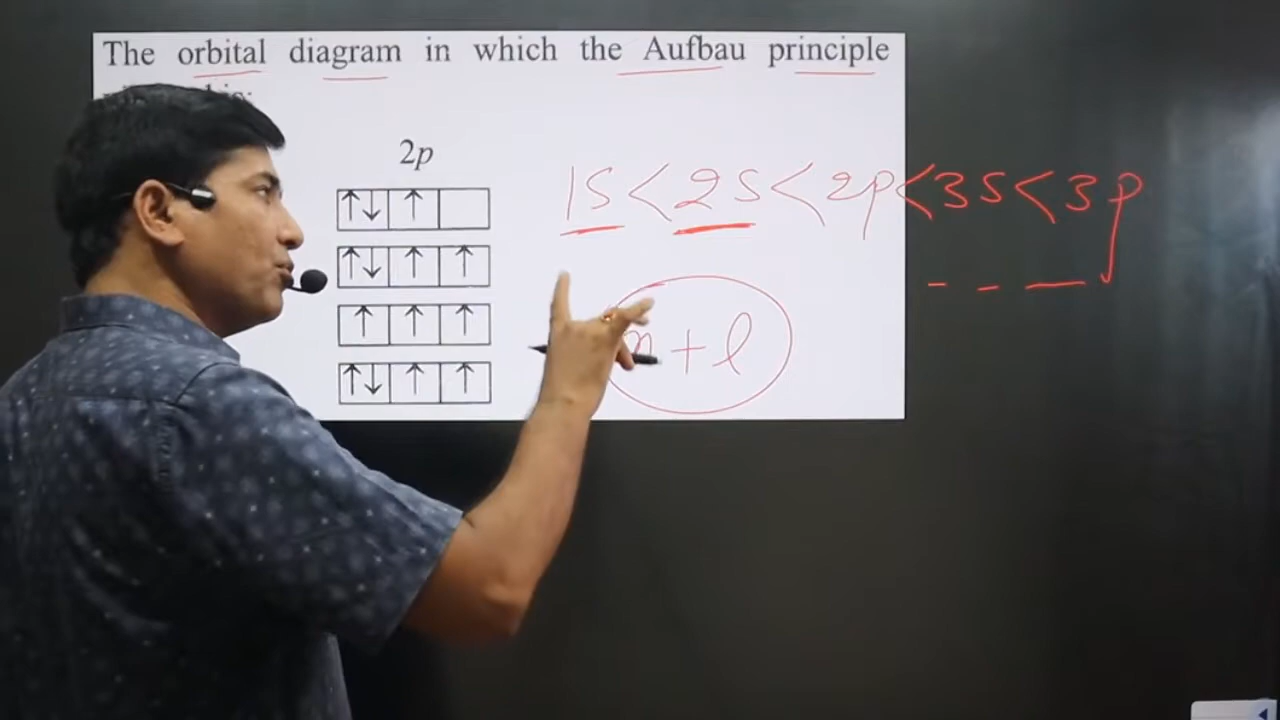 The orbital diagram in which the Aufbau principle
2p
1S < 2S < 2p < 3S < 3p
↑↓ ↑
↑↓ ↑ ↑
↑ ↑ ↑
n + l
↑↓ ↑ ↑